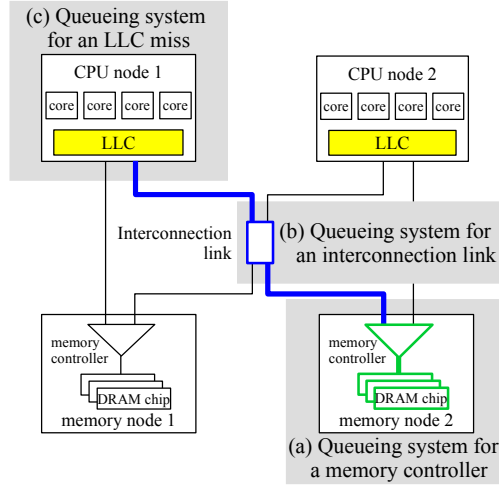 (c) Queueing system
for an LLC miss
CPU node 1
core core core core
LLC
CPU node 2
core core core core
LLC
Interconnection
link
(b) Queueing system for
an interconnection link
memory
controller
DRAM chip
memory node 1
memory
controller
DRAM chip
memory node 2
(a) Queueing system for
a memory controller